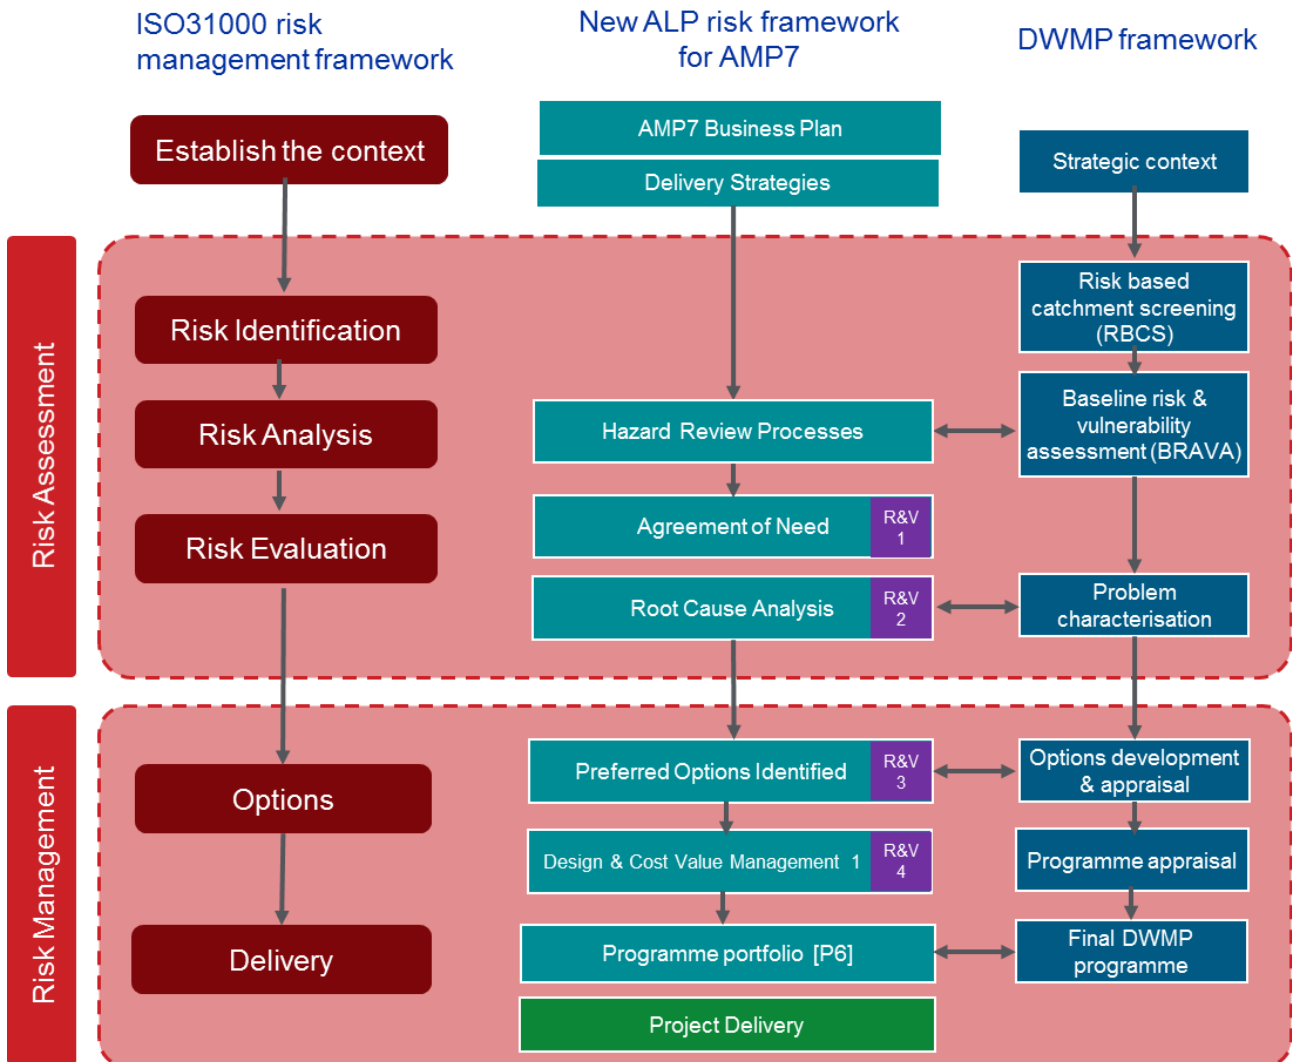 ISO31000 risk
management framework
New ALP risk framework
for AMP7
DWMP framework
Establish the context
AMP7 Business Plan
Delivery Strategies
Strategic context
Risk Assessment
Risk Identification
Risk Analysis
Risk Evaluation
Hazard Review Processes
Agreement of Need
R&V
1
Root Cause Analysis
R&V
2
Risk based
catchment screening
(RBCS)
Baseline risk &
vulnerability
assessment (BRAVA)
Problem
characterisation
Risk Management
Options
Delivery
Preferred Options Identified
R&V
3
Design & Cost Value Management 1
R&V
4
Programme portfolio [P6]
Project Delivery
Options development
& appraisal
Programme appraisal
Final DWMP
programme